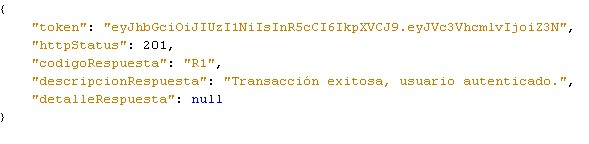 {
"token": "eyJhbGciOiJIUzI1NiIsInR5cCI6IkpXVCJ9.eyJVc3VhcmlvIjoiZ3N",
"httpStatus": 201,
"codigoRespuesta": "R1",
"descripcionRespuesta": "Transacción exitosa, usuario autenticado.",
"detalleRespuesta": null
}